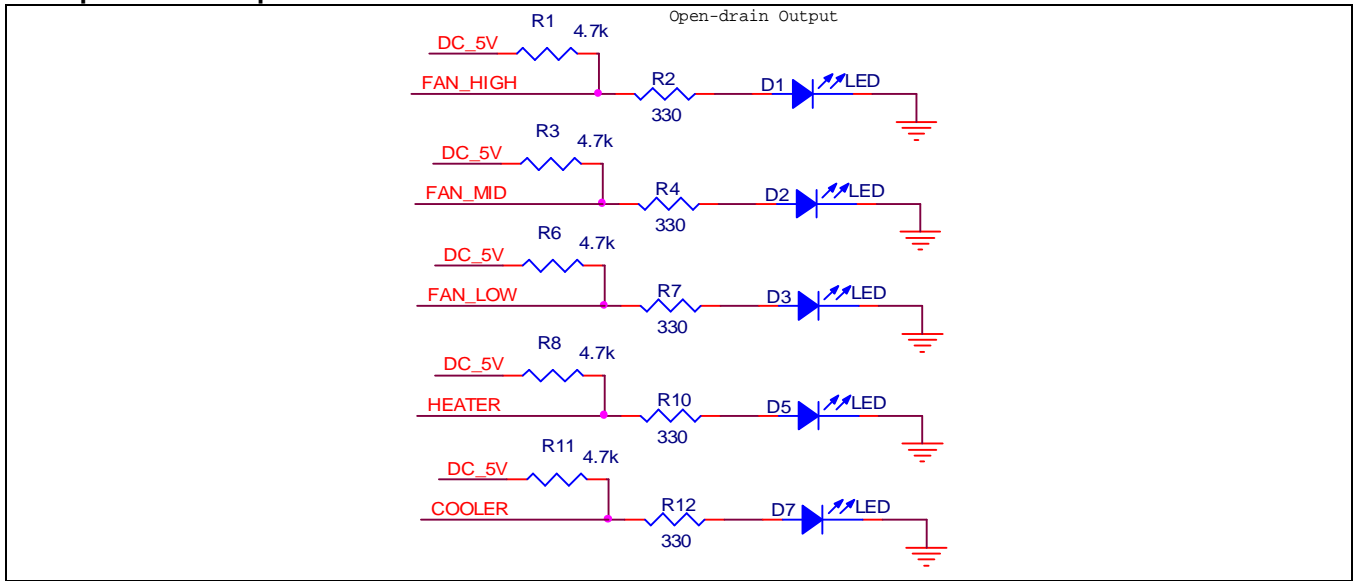 Open-drain Output
R1
4.7k
DC_5V
FAN_HIGH
R2
D1
LED
330
R3
4.7k
DC_5V
FAN_MID
R4
D2
LED
330
R6
4.7k
DC_5V
FAN_LOW
R7
D3
LED
330
R8
4.7k
DC_5V
HEATER
R10
D5
LED
330
R11
4.7k
DC_5V
COOLER
R12
D7
LED
330